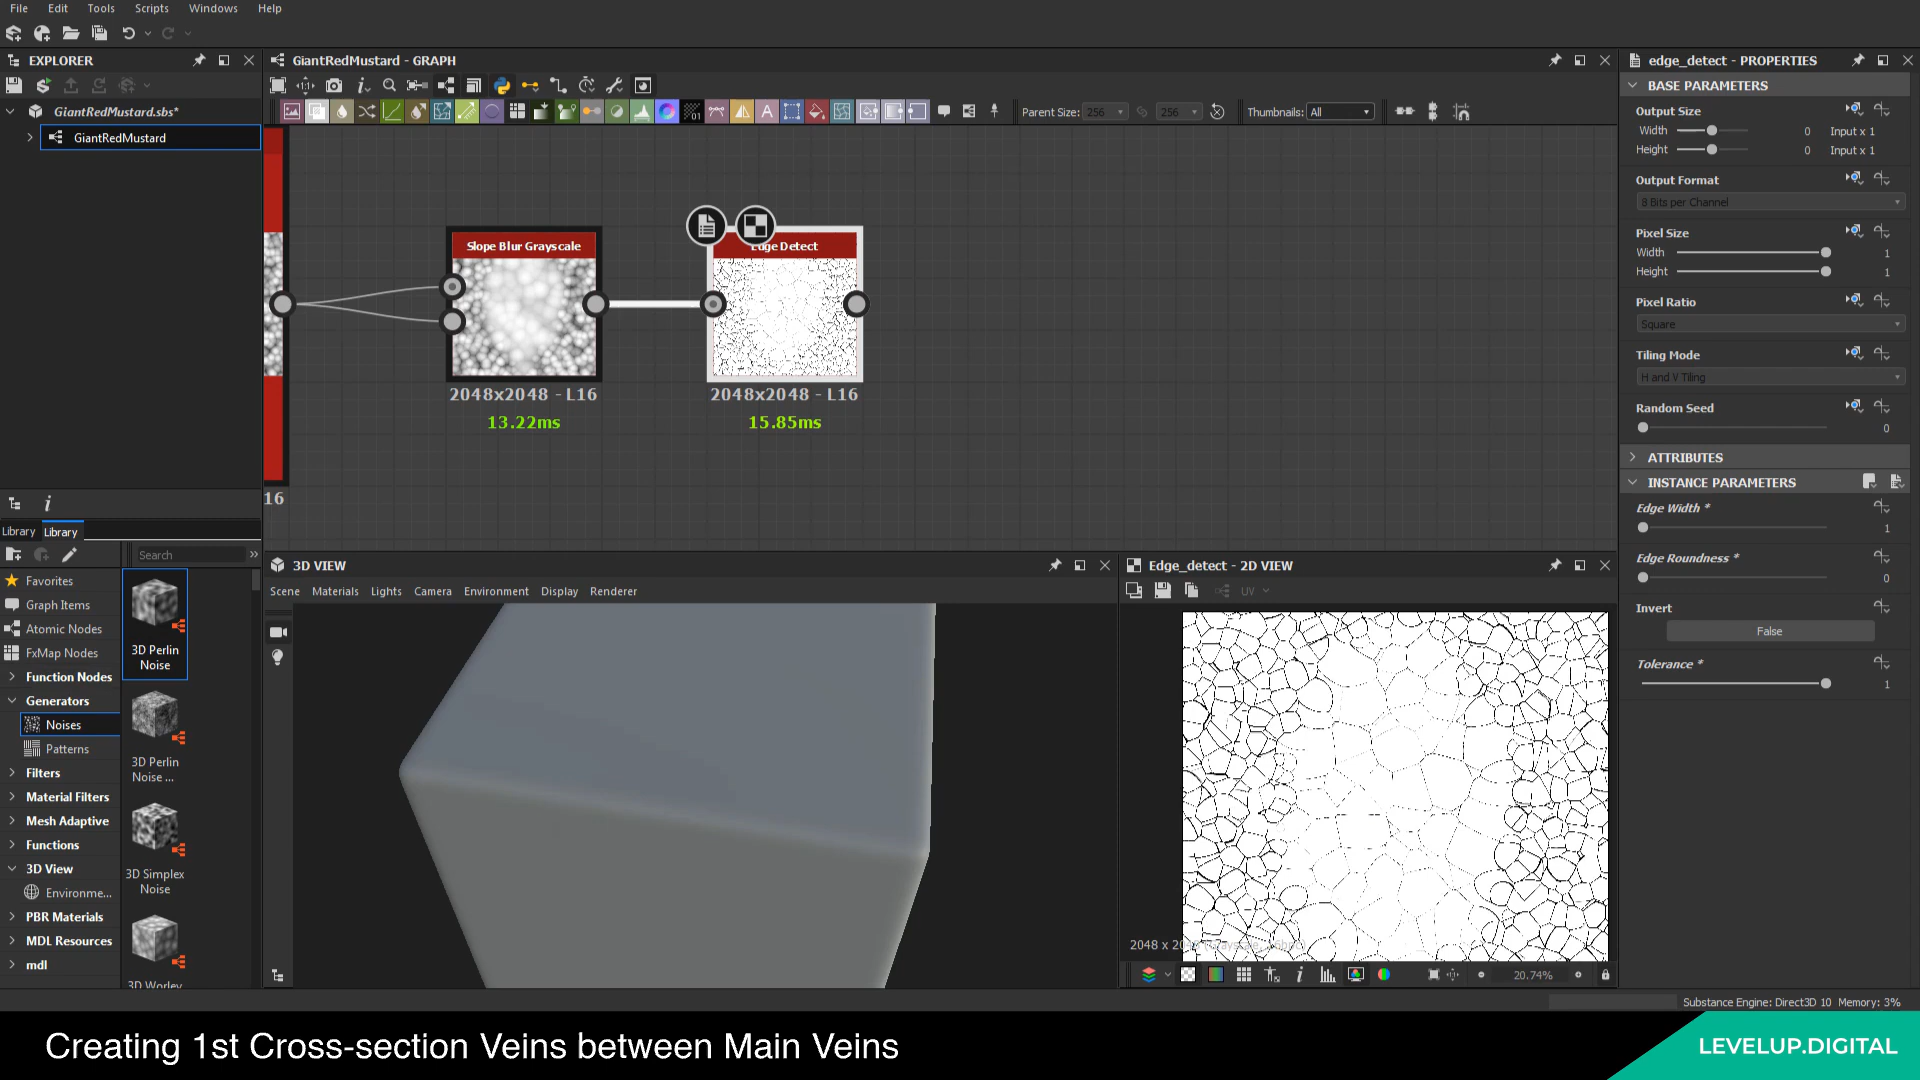 File Edit Tools Scripts Windows Help
EXPLORER
GiantRedMustard.sbs*
GiantRedMustard
Library Library
Search
Favorites
Graph Items
Atomic Nodes
FxMap Nodes
Function Nodes
Generators
Noises
Patterns
Filters
Material Filters
Mesh Adaptive
Functions
3D View
Environme...
PBR Materials
MDL Resources
mdl
3D Perlin
Noise
3D Perlin
Noise ...
3D Simplex
Noise
3D Worley
GiantRedMustard - GRAPH
Parent Size: 256 256 Thumbnails: All
16
Slope Blur Grayscale
2048x2048 - L16
13.22ms
Edge Detect
2048x2048 - L16
15.85ms
3D VIEW
Scene Materials Lights Camera Environment Display Renderer
Edge_detect - 2D VIEW
UV
20.74%
edge_detect - PROPERTIES
BASE PARAMETERS
Output Size
Width 0 Input x 1
Height 0 Input x 1
Output Format
8 Bits per Channel
Pixel Size
Width 1
Height 1
Pixel Ratio
Square
Tiling Mode
H and V Tiling
Random Seed
0
ATTRIBUTES
INSTANCE PARAMETERS
Edge Width *
1
Edge Roundness *
0
Invert
False
Tolerance *
1
Substance Engine: Direct3D 10 Memory: 3%
Creating 1st Cross-section Veins between Main Veins
LEVELUP.DIGITAL